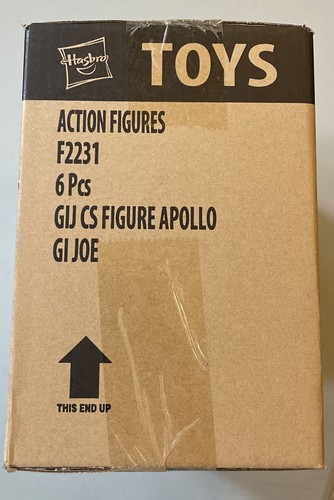 Hasbro
TOYS
ACTION FIGURES
F2231
6 Pcs
GIJ CS FIGURE APOLLO
GI JOE
THIS END UP